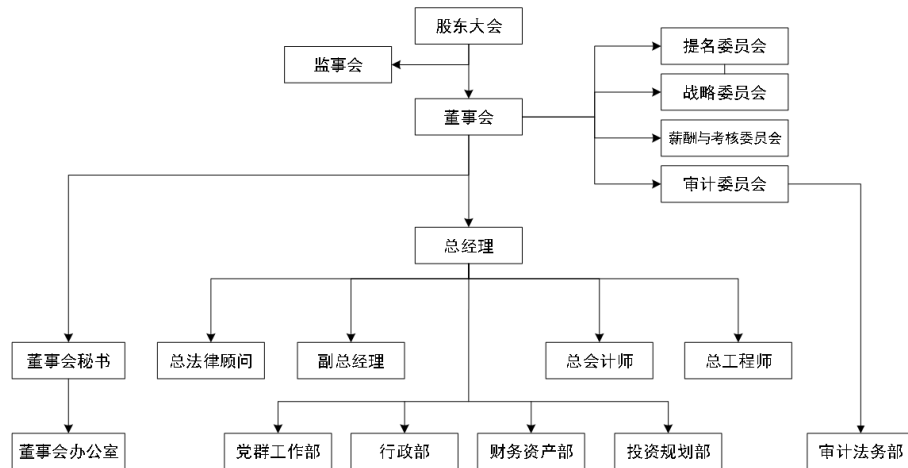 股东大会
提名委员会
监事会
战略委员会
董事会
薪酬与考核委员会
审计委员会
总经理
董事会秘书
总法律顾问
副总经理
总会计师
总工程师
董事会办公室
党群工作部
行政部
财务资产部
投资规划部
审计法务部